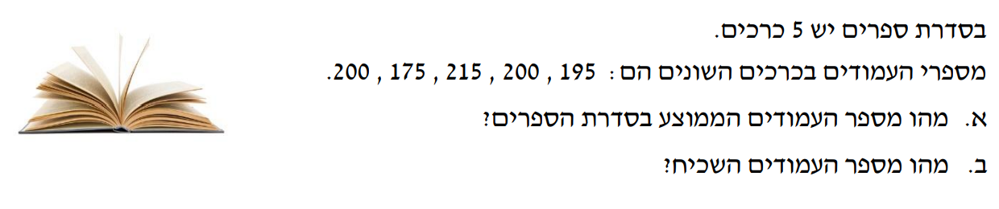 בסדרת ספרים יש 5 כרכים.
מספרי העמודים בכרכים השונים הם: 195 , 200 , 215 , 175 , 200.
א. מהו מספר העמודים הממוצע בסדרת הספרים?
ב. מהו מספר העמודים השכיח?